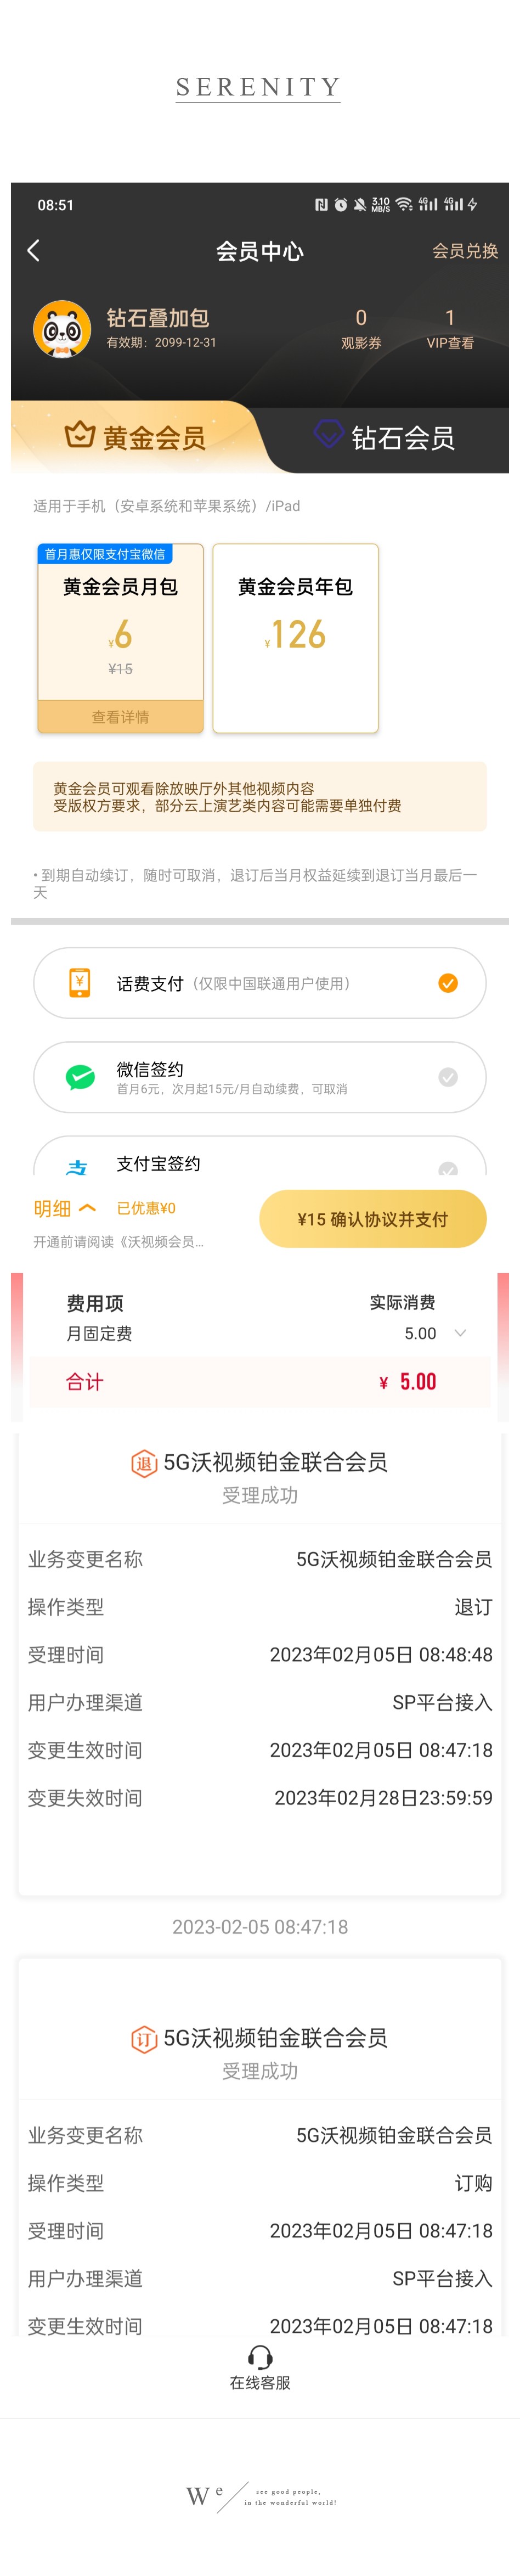 SERENITY
08:51
3.10
MB/S
4G
4G
会员中心
会员兑换
钻石叠加包
有效期：2099-12-31
0
观影券
1
VIP查看
黄金会员
钻石会员
适用于手机（安卓系统和苹果系统）/iPad
首月惠仅限支付宝微信
黄金会员月包
¥6
¥15
查看详情
黄金会员年包
¥126
黄金会员可观看除放映厅外其他视频内容
受版权方要求，部分云上演艺类内容可能需要单独付费
• 到期自动续订，随时可取消，退订后当月权益延续到退订当月最后一
天
话费支付（仅限中国联通用户使用）
微信签约
首月6元，次月起15元/月自动续费，可取消
支付宝签约
明细
已优惠¥0
¥15 确认协议并支付
开通前请阅读《沃视频会员...
费用项
实际消费
月固定费
5.00
合计
¥ 5.00
退 5G沃视频铂金联合会员
受理成功
业务变更名称
5G沃视频铂金联合会员
操作类型
退订
受理时间
2023年02月05日 08:48:48
用户办理渠道
SP平台接入
变更生效时间
2023年02月05日 08:47:18
变更失效时间
2023年02月28日23:59:59
2023-02-05 08:47:18
订 5G沃视频铂金联合会员
受理成功
业务变更名称
5G沃视频铂金联合会员
操作类型
订购
受理时间
2023年02月05日 08:47:18
用户办理渠道
SP平台接入
变更生效时间
2023年02月05日 08:47:18
在线客服
We
see good people,
in the wonderful world!